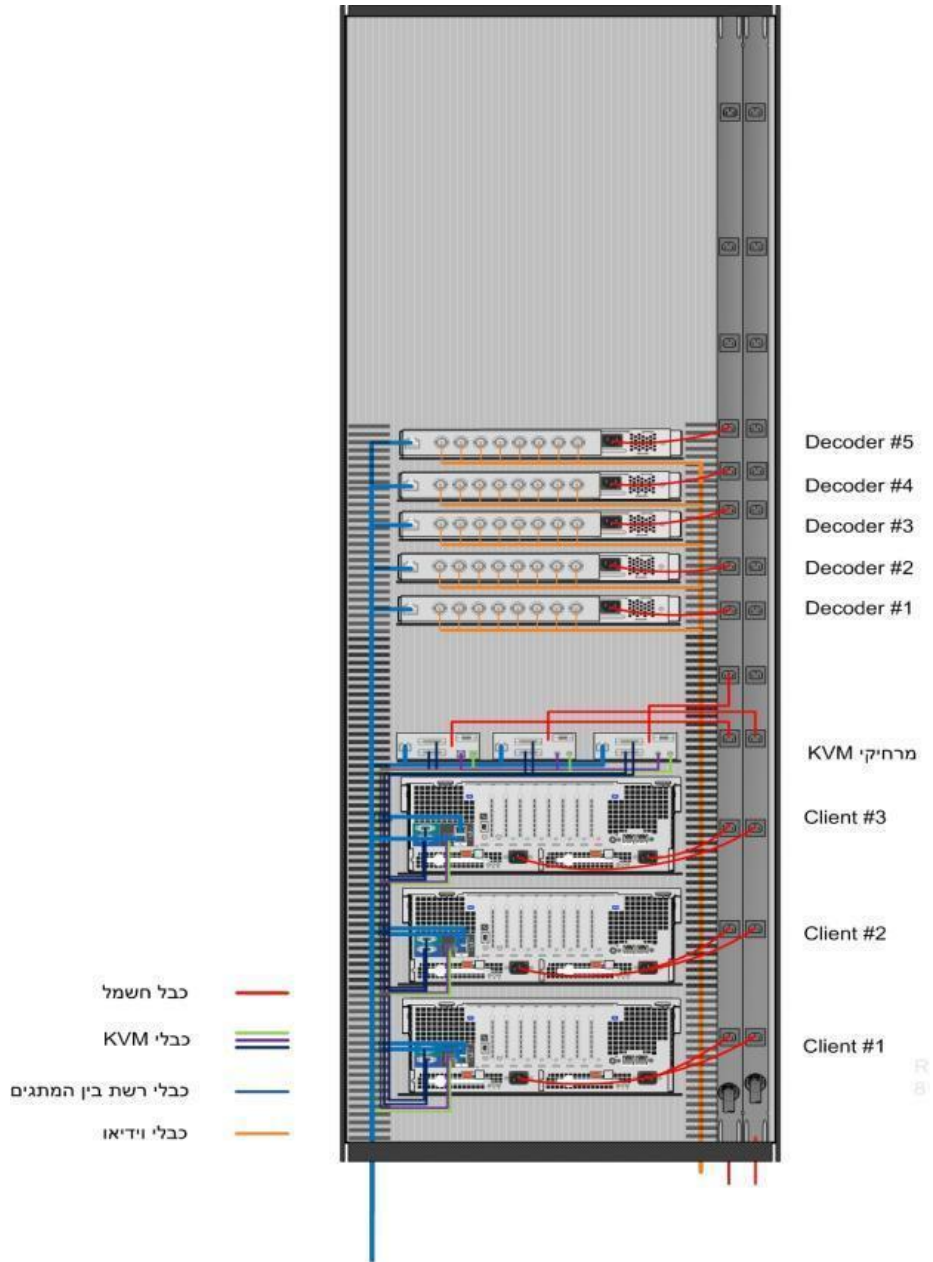 Decoder #5
Decoder #4
Decoder #3
Decoder #2
Decoder #1
מרחיקי KVM
Client #3
Client #2
Client #1
כבל חשמל
כבלי KVM
כבלי רשת בין המתגים
כבלי וידיאו
R
8